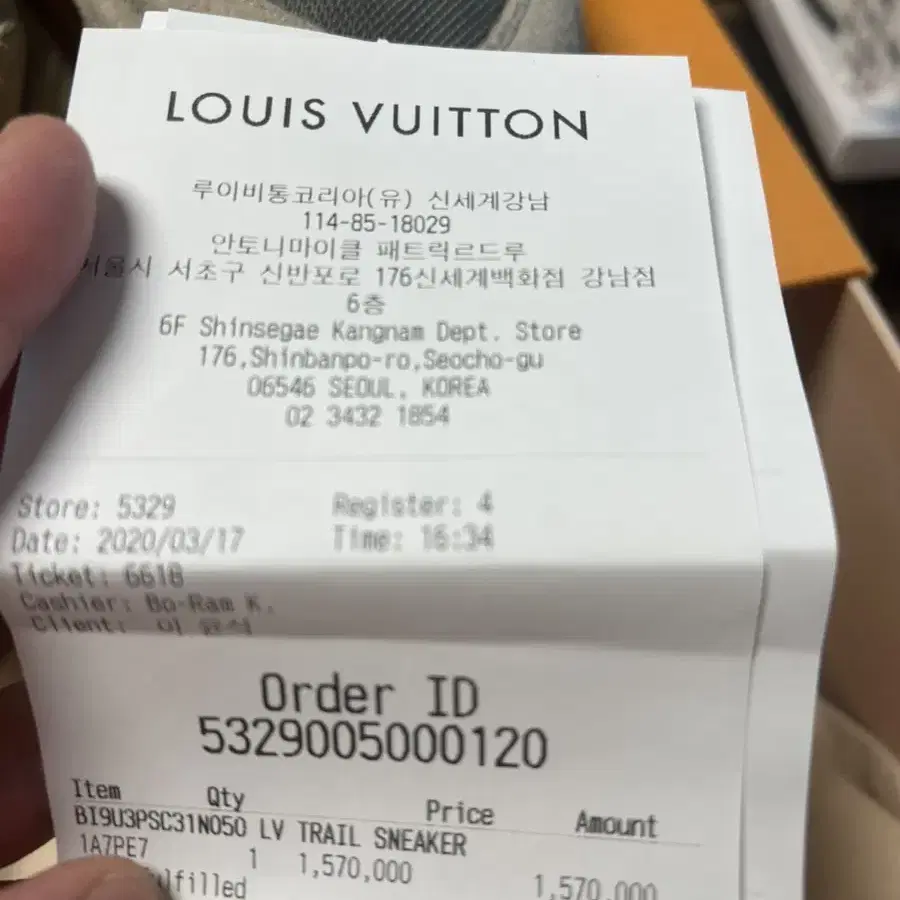 LOUIS VUITTON
루이비통코리아(유) 신세계강남
114-85-18029
안토니마이클 패트릭르드루
서울시 서초구 신반포로 176신세계백화점 강남점
6층
6F Shinsegae Kangnam Dept. Store
176,Shinbanpo-ro,Seocho-gu
06546 SEOUL, KOREA
02 3432 1854
Store: 5329 Register: 4
Date: 2020/03/17 Time: 16:34
Ticket: 6618
Cashier: Bo-Ram K.
Client: 이
Order ID
5329005000120
Item Qty Price Amount
BI9U3PSC31N050 LV TRAIL SNEAKER
1A7PE7 1 1,570,000
1,570,000